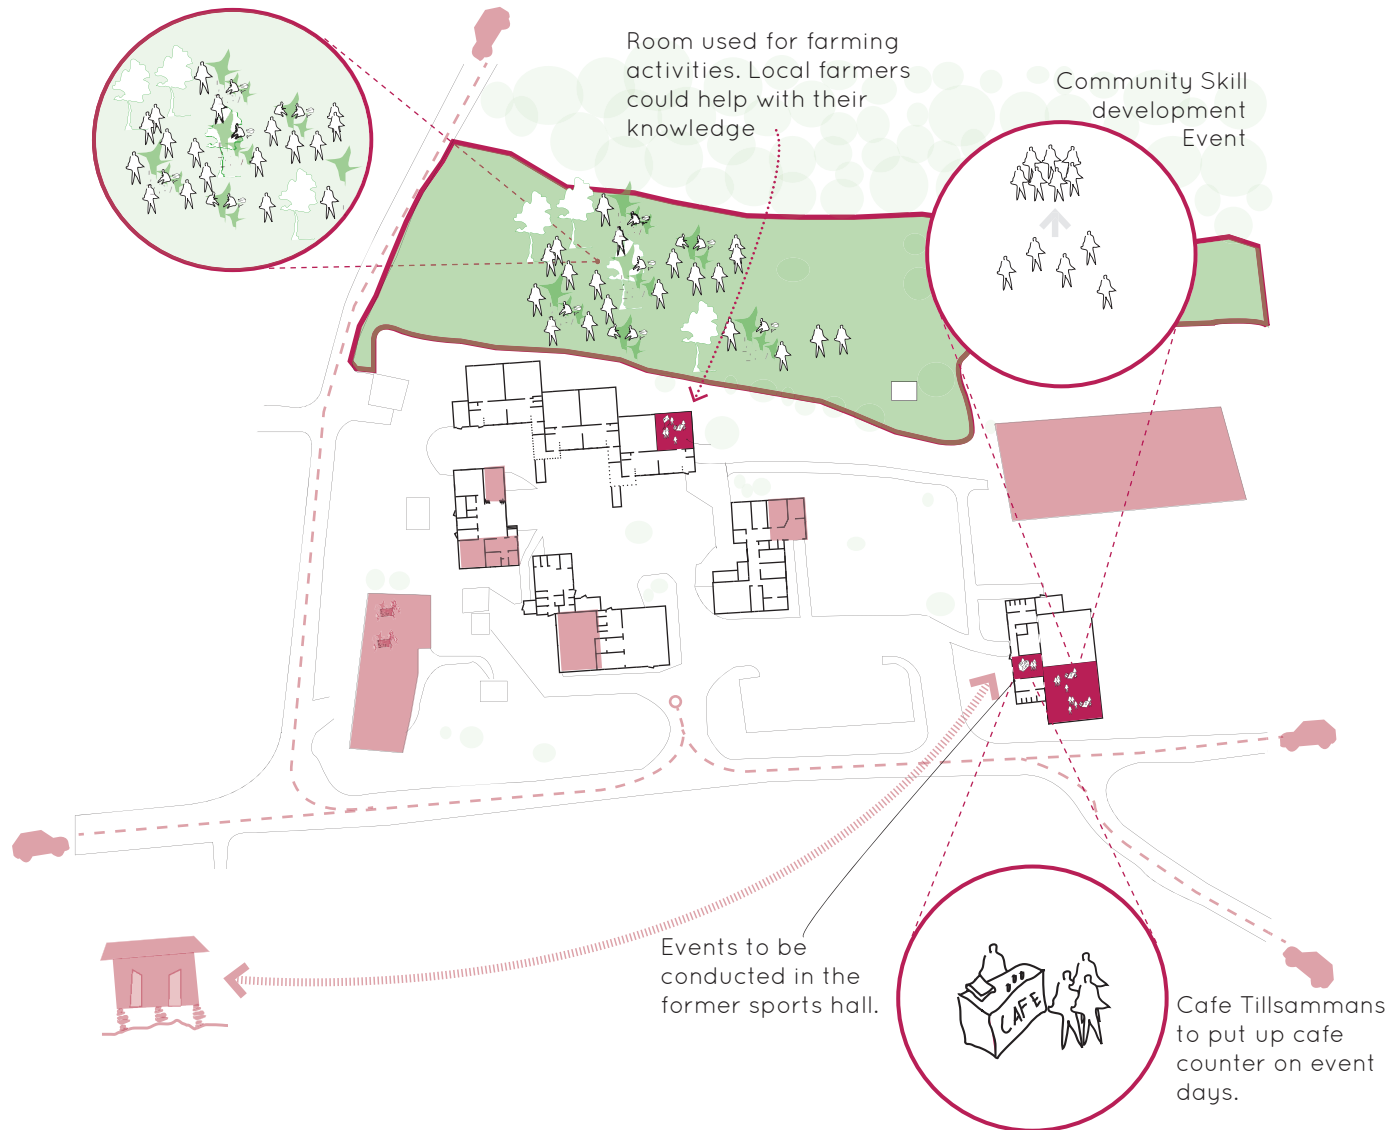 Room used for farming
activities. Local farmers
could help with their
knowledge
Community Skill
development
Event
Events to be
conducted in the
former sports hall.
CAFE
Cafe Tillsammans
to put up cafe
counter on event
days.